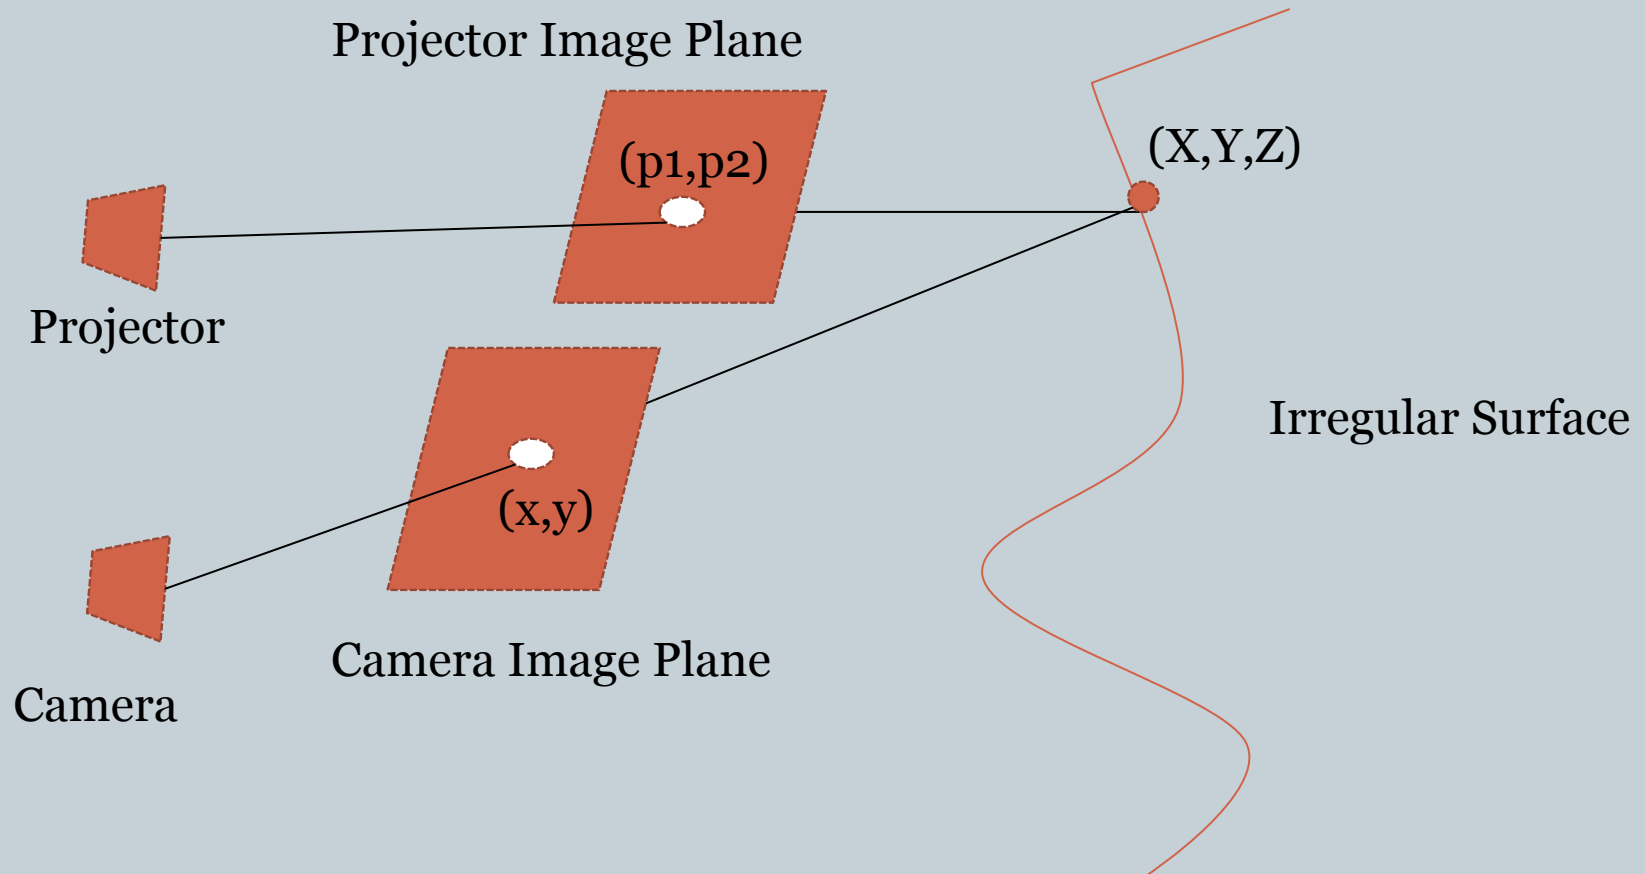 Projector Image Plane
(p1,p2)
(X,Y,Z)
Projector
Irregular Surface
(x,y)
Camera Image Plane
Camera